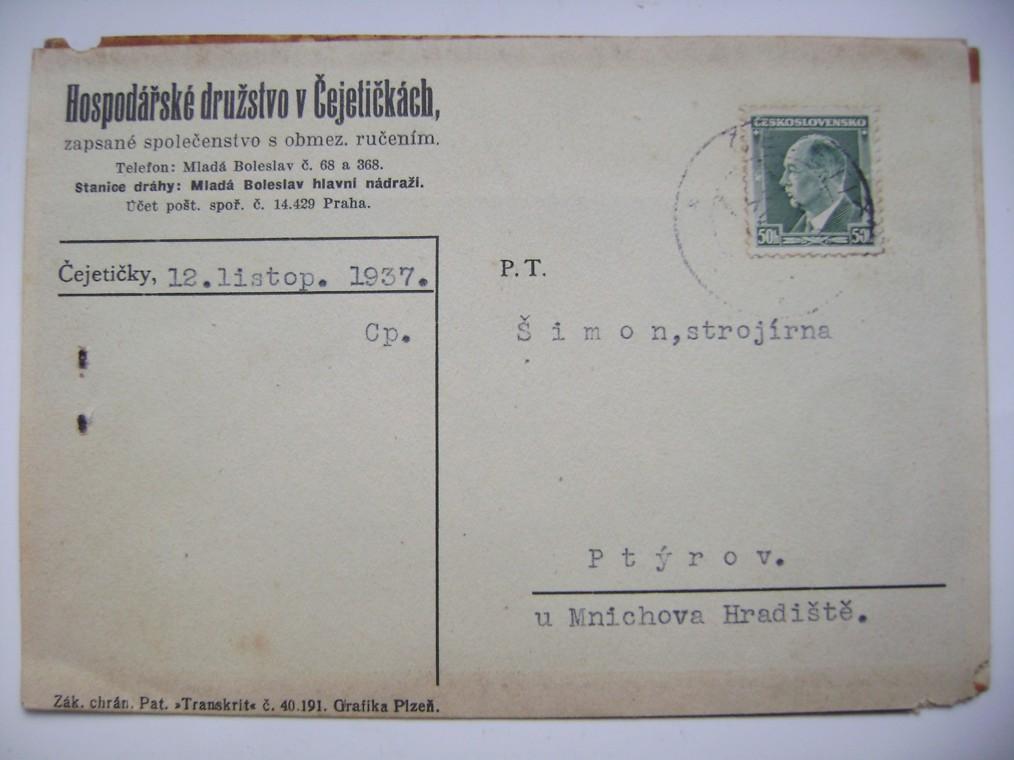 Hospodářské družstvo v Čejetičkách,
zapsané společenstvo s obmez. ručením.
Telefon: Mladá Boleslav č. 68 a 368.
Stanice dráhy: Mladá Boleslav hlavní nádraží.
Účet pošt. spoř. č. 14.429 Praha.
Čejetičky, 12.listop. 1937.
Cp.
ČESKOSLOVENSKO
50h 50
P. T.
Š i m o n,strojírna
P t ý r o v.
u Mnichova Hradiště.
Zák. chrán. Pat. »Transkrit« č. 40.191. Grafika Plzeň.